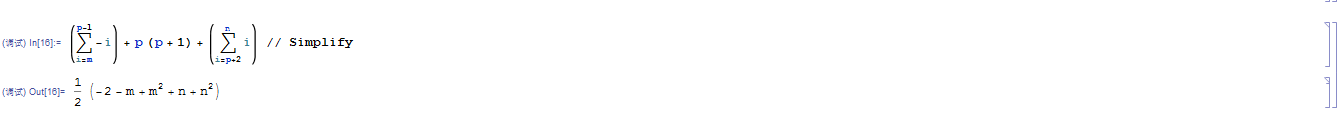 (调试) In[16]:= (∑_{i=m}^{p-1} -i) + p (p + 1) + (∑_{i=p+2}^{n} i) // Simplify
(调试) Out[16]= 1/2 (-2 - m + m² + n + n²)